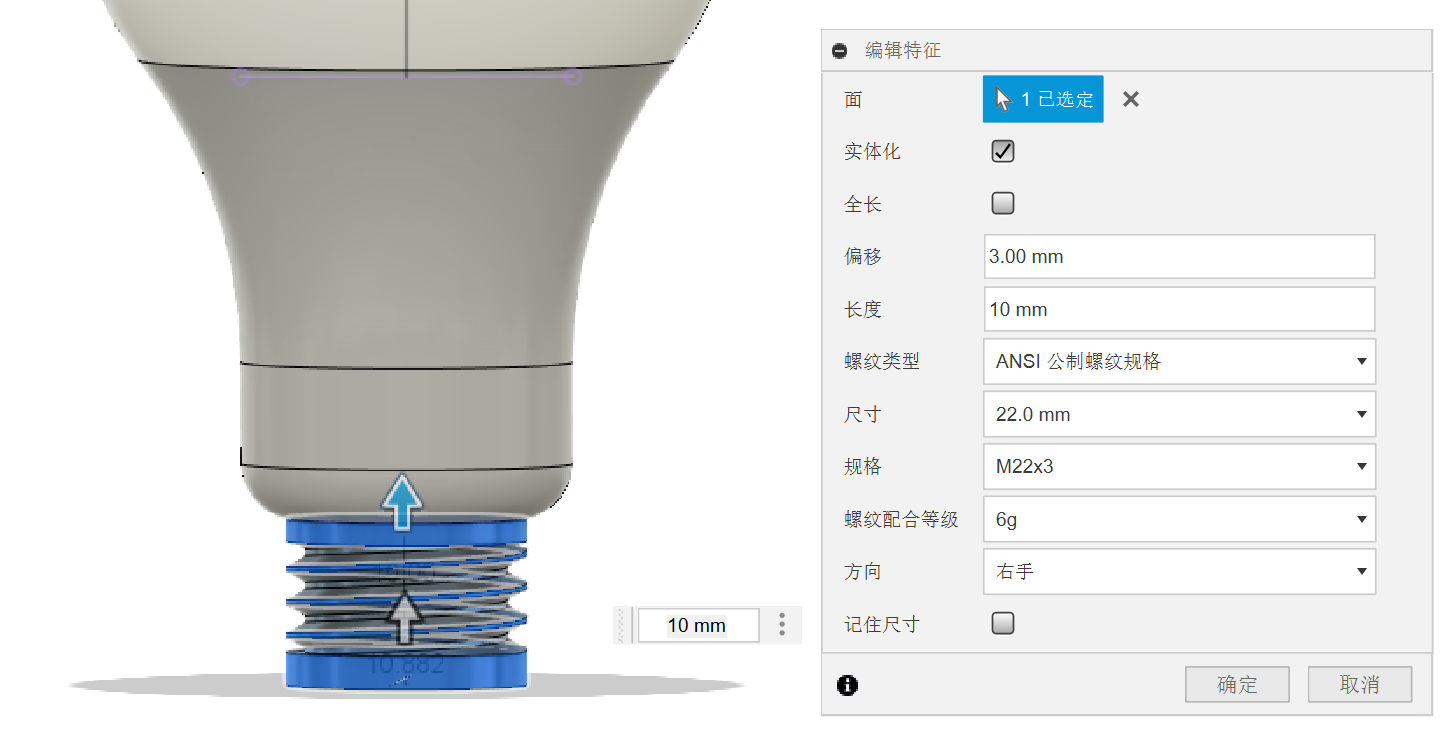 编辑特征
面 1 已选定
实体化
全长
偏移 3.00 mm
长度 10 mm
螺纹类型 ANSI 公制螺纹规格
尺寸 22.0 mm
规格 M22x3
螺纹配合等级 6g
方向 右手
记住尺寸
确定 取消
10 mm
10.882